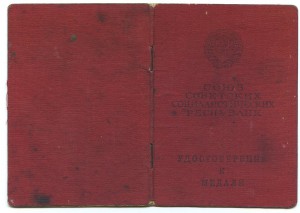 СОЮЗ
СОВЕТСКИХ
СОЦИАЛИСТИЧЕСКИХ
РЕСПУБЛИК
УДОСТОВЕРЕНИЕ
К
МЕДАЛИ